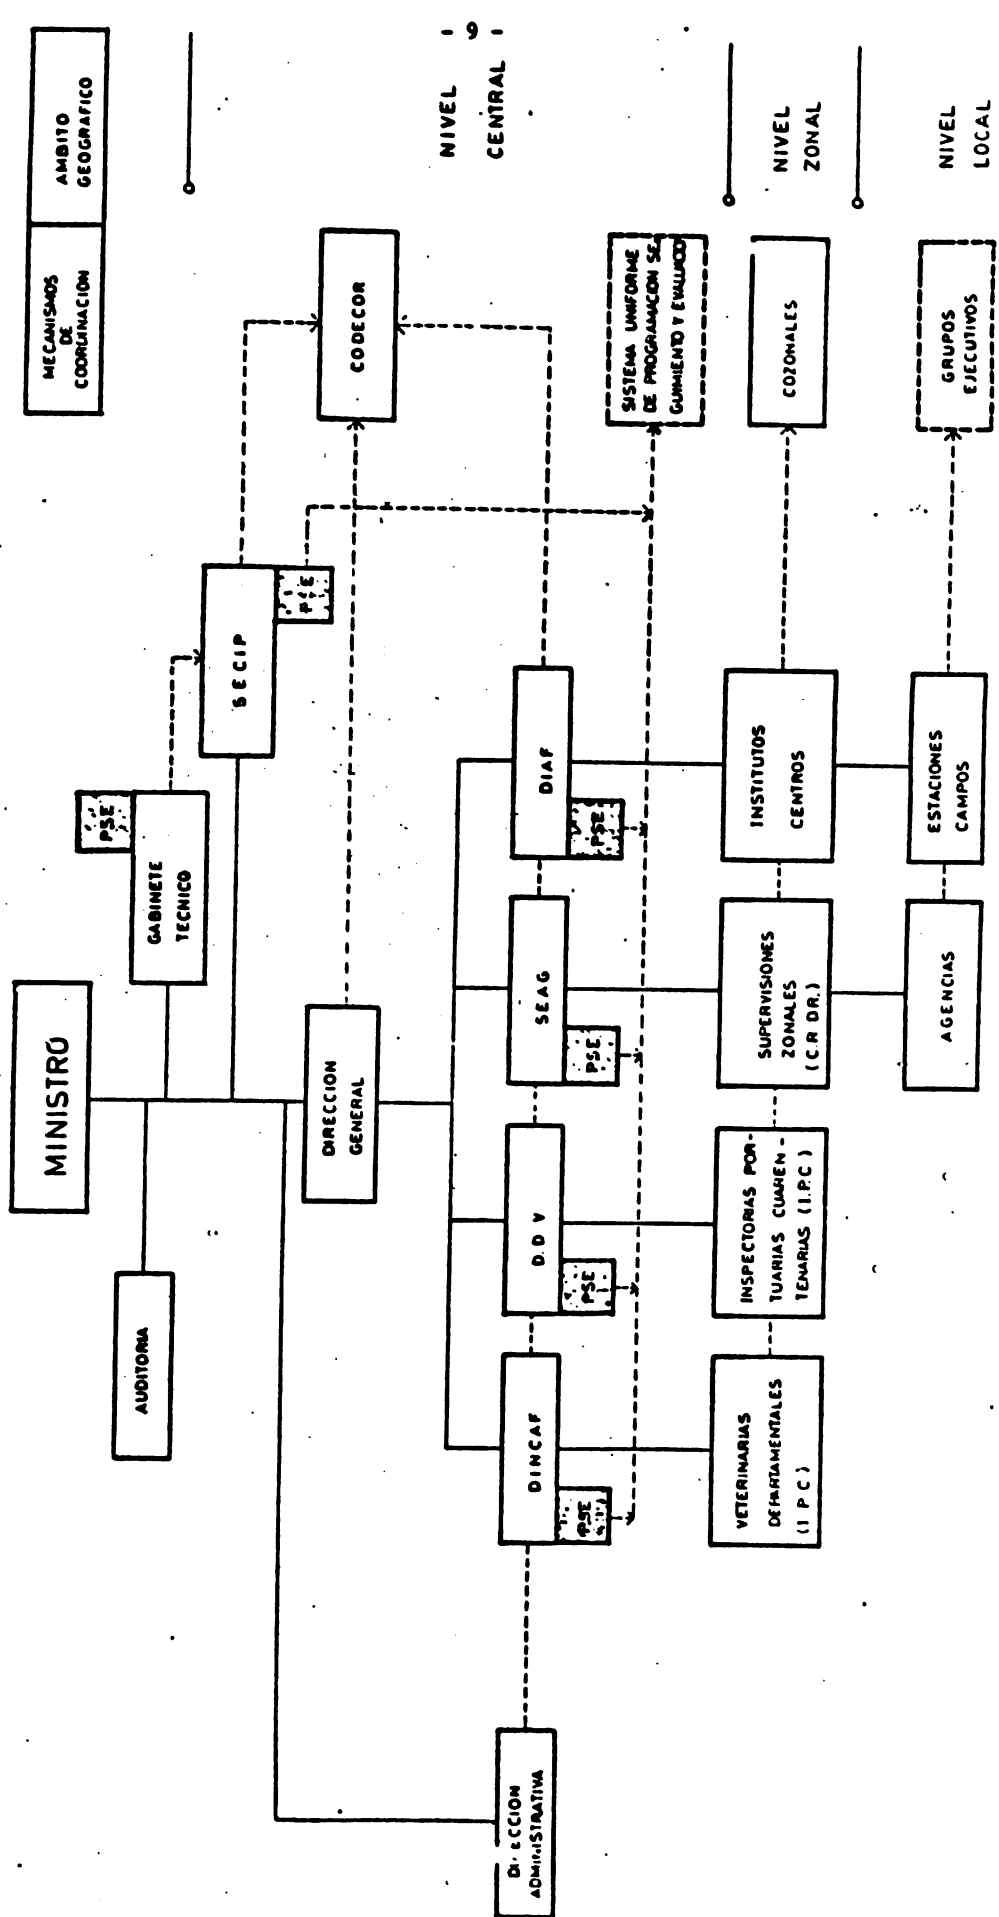 - 9 -
MECANISMOS
DE
COORDINACION
AMBITO
GEOGRAFICO
MINISTRO
GABINETE
TECNICO
PSE
AUDITORIA
SECIP
PSE
NIVEL
CENTRAL
DIRECCION
GENERAL
CODECOR
ADMINISTRATIVA
DINCAF
PSE
D.D V
PSE
SEAG
PSE
DIAF
PSE
SISTEMA UNIFORME
DE PROGRAMACION SE
GUIMIENTO Y EVALUACIO
VETERINARIAS
DEPARTAMENTALES
(I P C)
INSPECTORIAS POR-
TUARIAS CUAREN-
TENARIAS (I.P.C)
SUPERVISIONES
ZONALES
(C.R DR.)
INSTITUTOS
CENTROS
COZONALES
NIVEL
ZONAL
AGENCIAS
ESTACIONES
CAMPOS
GRUPOS
EJECUTIVOS
NIVEL
LOCAL